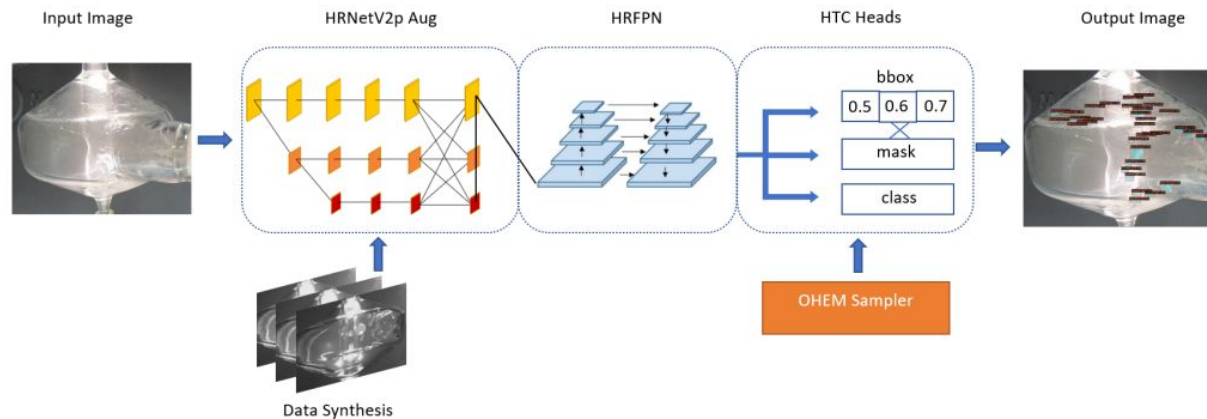 Input Image
HRNetV2p Aug
HRFPN
HTC Heads
Output Image
bbox
0.5 0.6 0.7
mask
class
OHEM Sampler
Data Synthesis